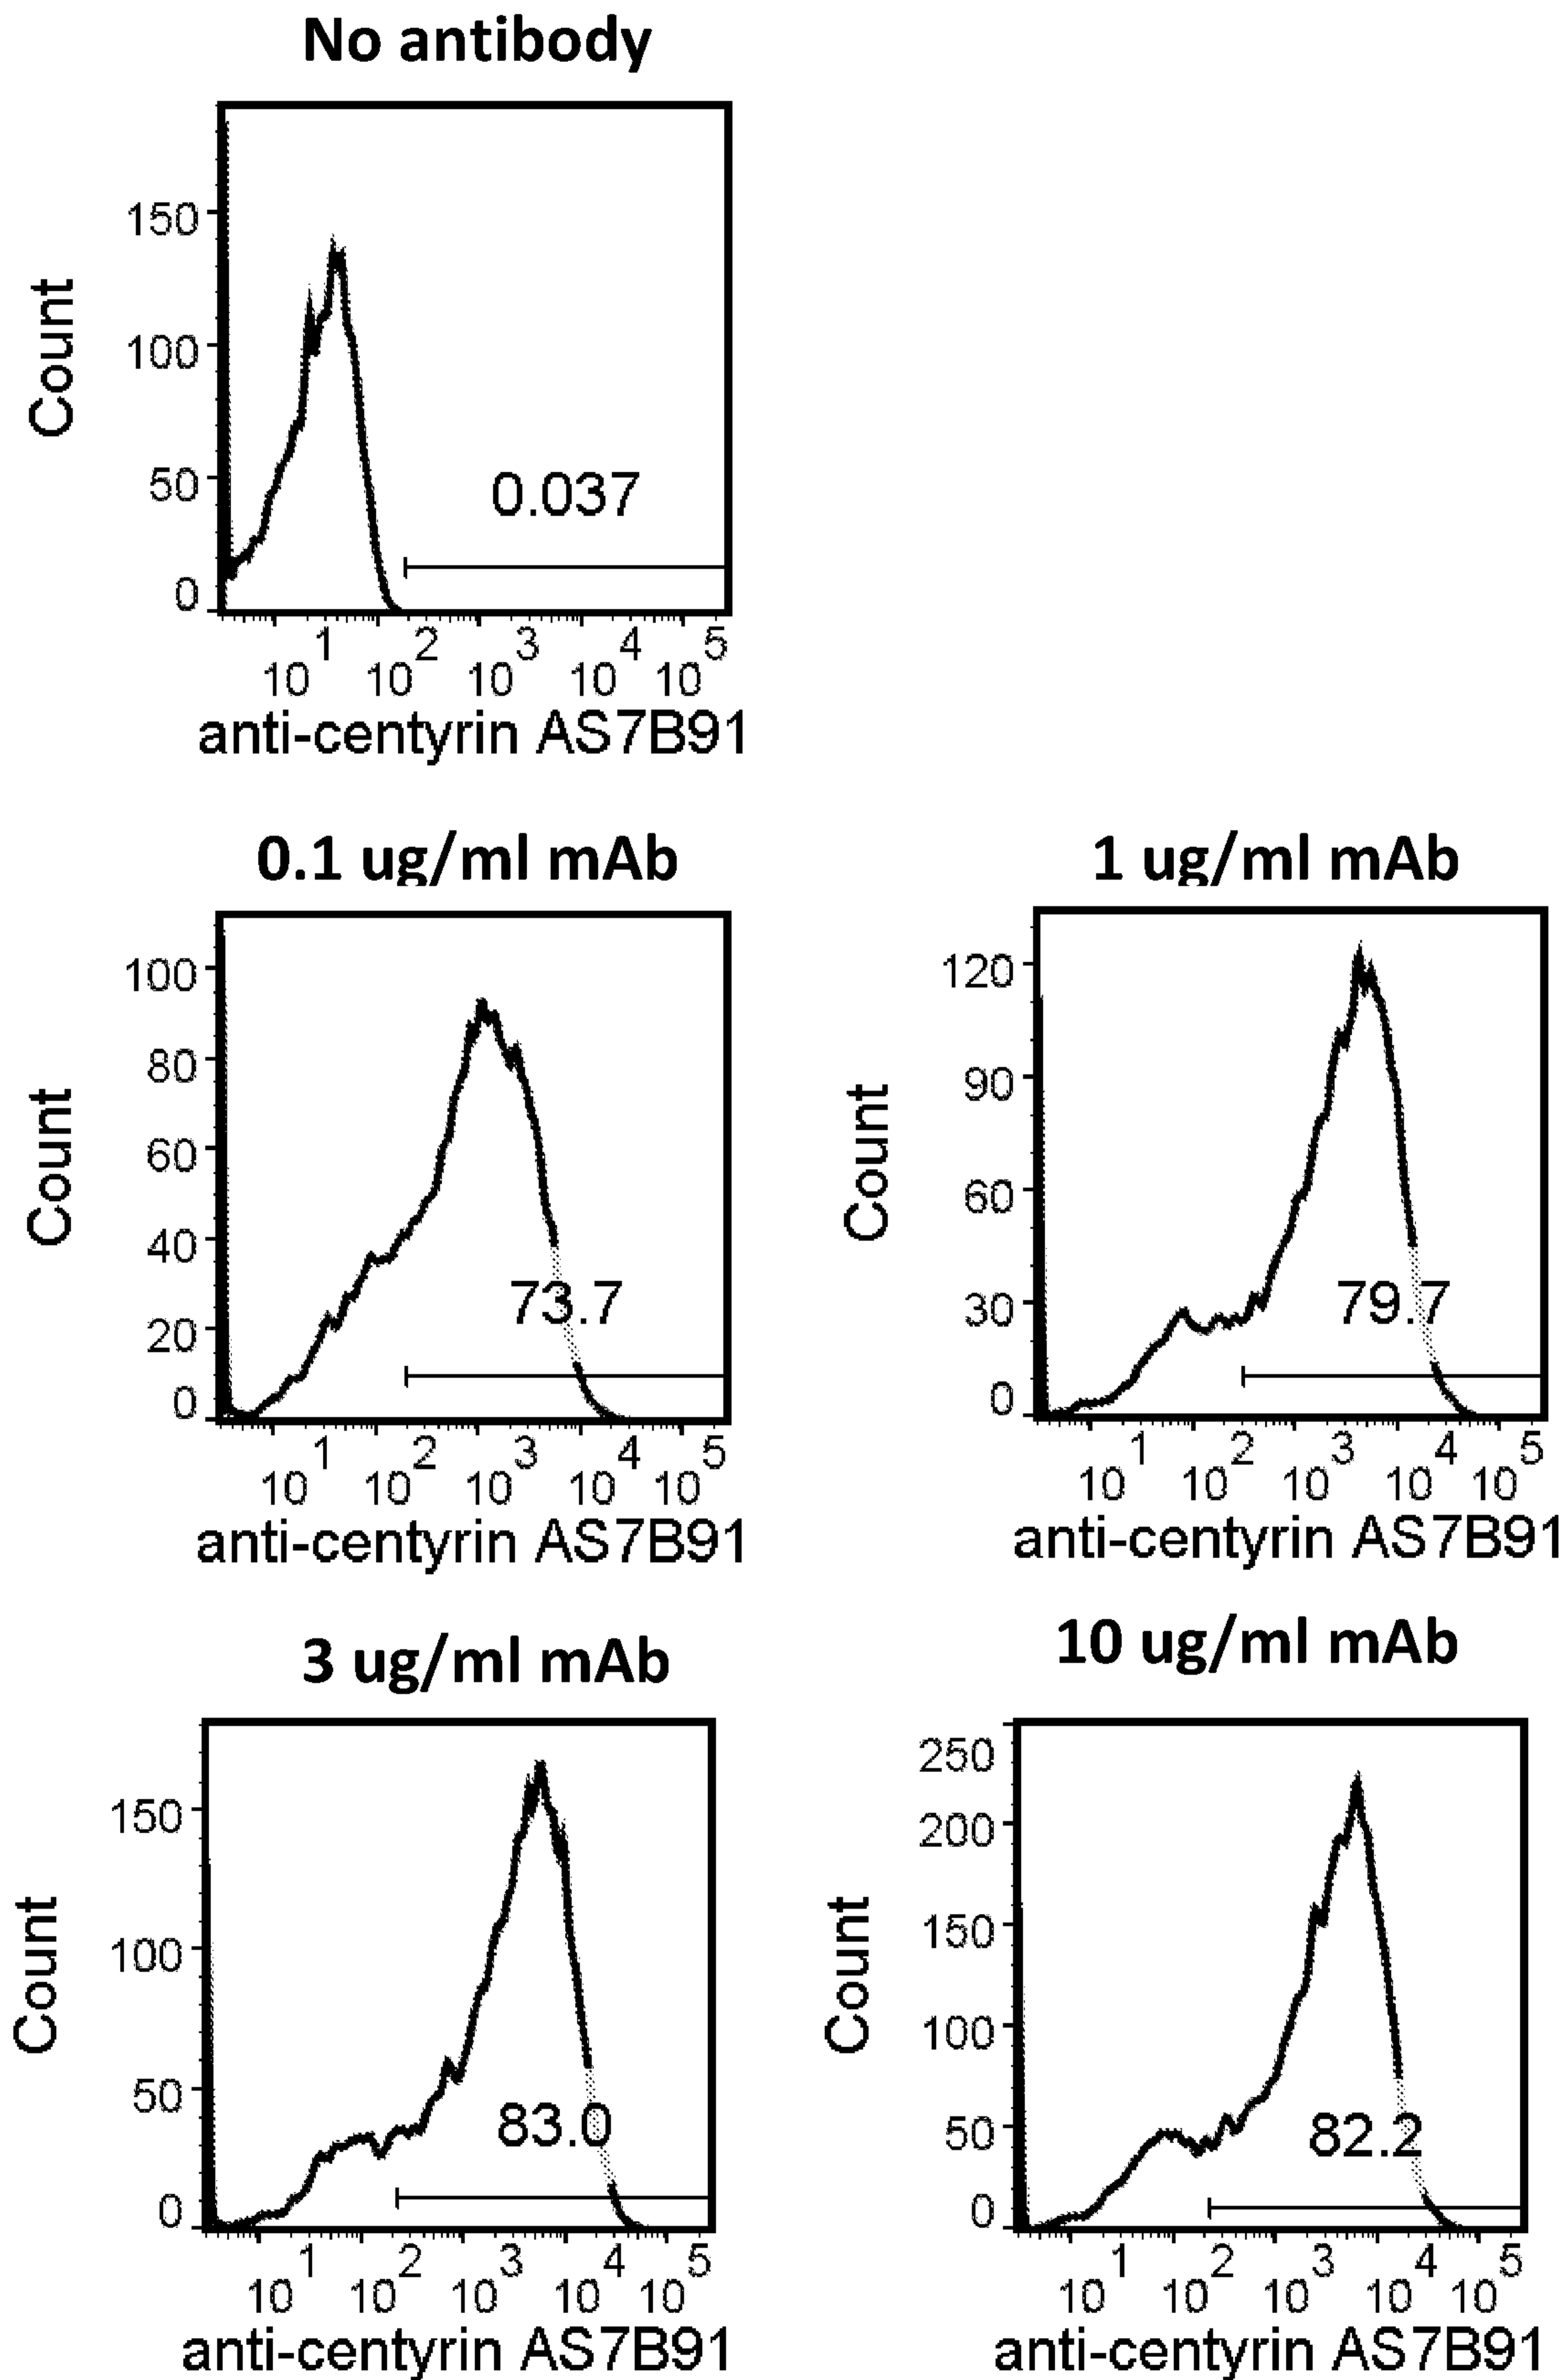 No antibody
150
100
50
0
Count
0.037
10^1 10^2 10^3 10^4 10^5
anti-centyrin AS7B91
0.1 ug/ml mAb
100
80
60
40
20
0
Count
73.7
10^1 10^2 10^3 10^4 10^5
anti-centyrin AS7B91
1 ug/ml mAb
120
90
60
30
0
Count
79.7
10^1 10^2 10^3 10^4 10^5
anti-centyrin AS7B91
3 ug/ml mAb
150
100
50
0
Count
83.0
10^1 10^2 10^3 10^4 10^5
anti-centyrin AS7B91
10 ug/ml mAb
250
200
150
100
50
0
Count
82.2
10^1 10^2 10^3 10^4 10^5
anti-centyrin AS7B91